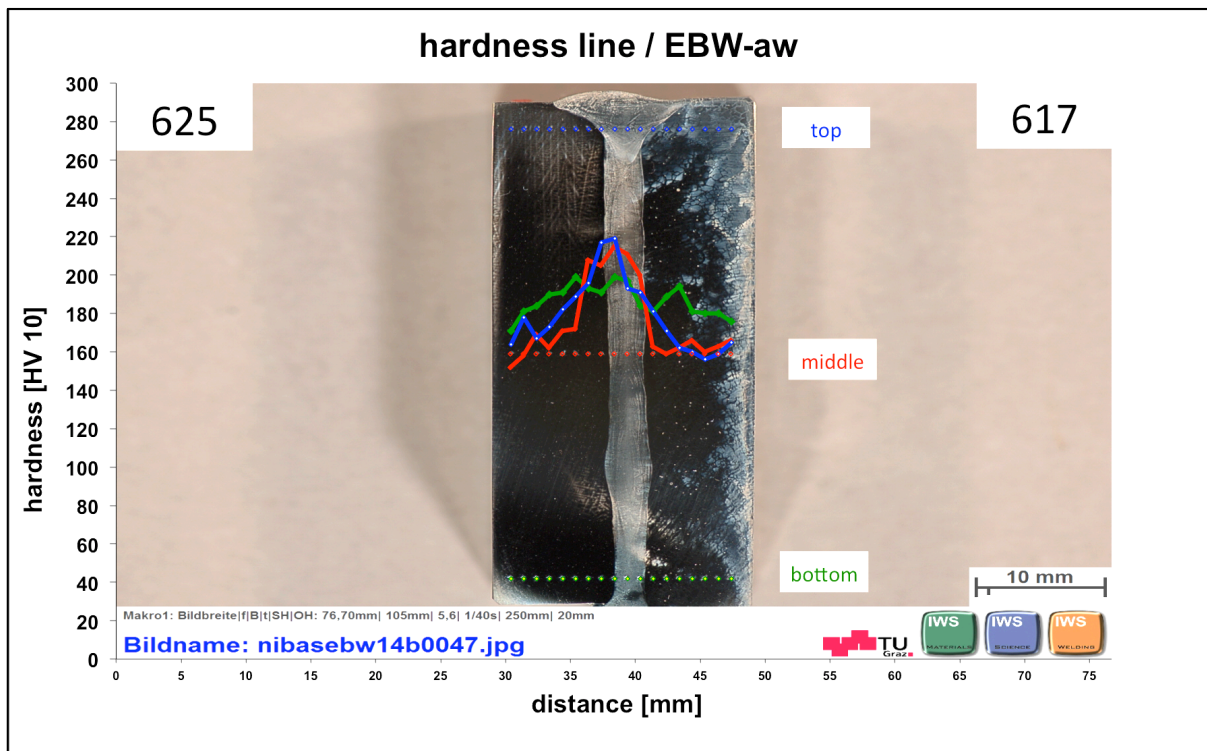 hardness line / EBW-aw
hardness [HV 10]
300
280
260
240
220
200
180
160
140
120
100
80
60
40
20
0
625
617
top
middle
bottom
10 mm
Makro1: Bildbreite|f|B|t|SH|OH: 76,70mm| 105mm| 5,6| 1/40s| 250mm| 20mm
Bildname: nibasebw14b0047.jpg
TU
Graz
IWS
MATERIALS
IWS
SCIENCE
IWS
WELDING
0 5 10 15 20 25 30 35 40 45 50 55 60 65 70 75
distance [mm]